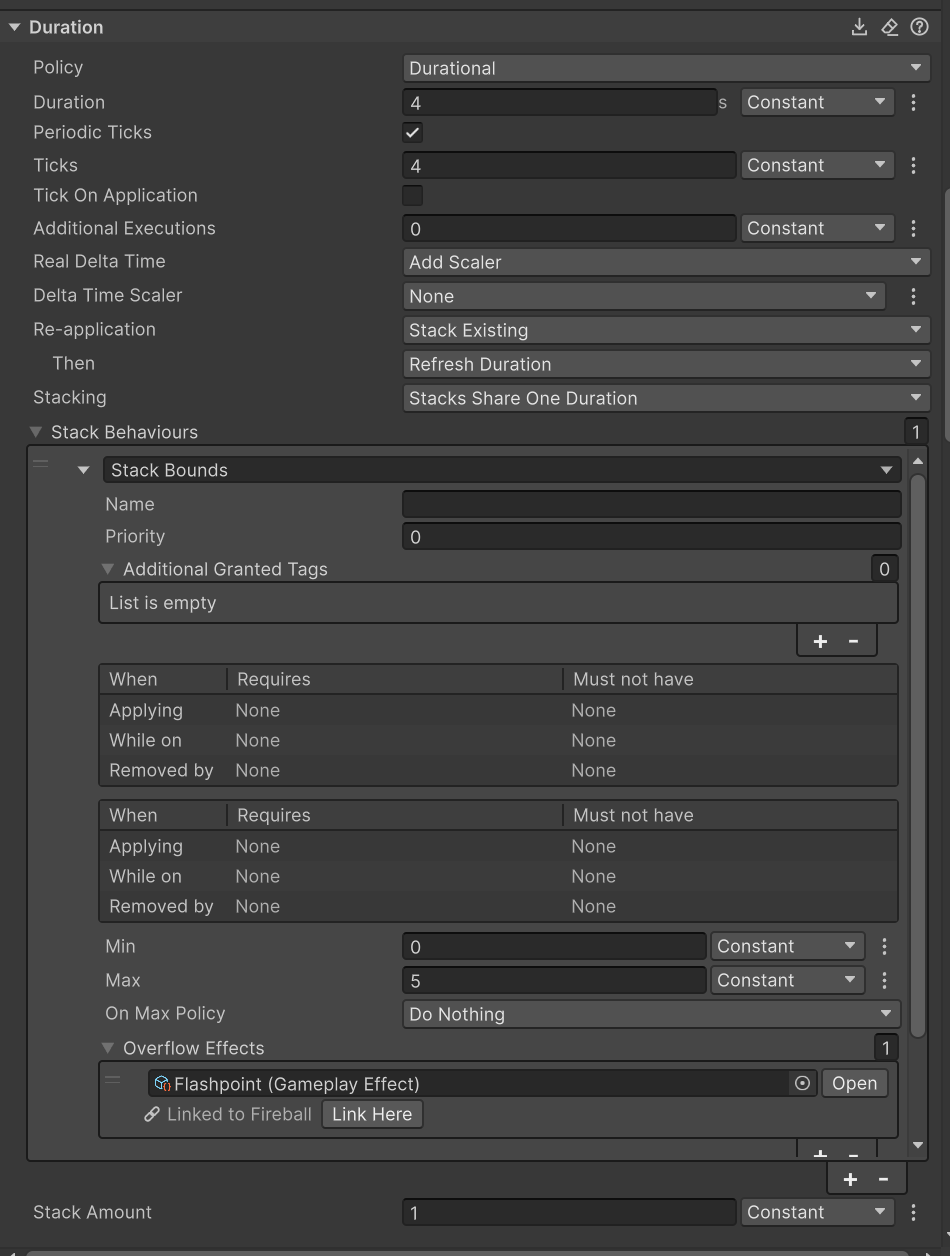 Duration
Policy Durational
Duration 4 s Constant
Periodic Ticks
Ticks 4 Constant
Tick On Application
Additional Executions 0 Constant
Real Delta Time Add Scaler
Delta Time Scaler None
Re-application Stack Existing
Then Refresh Duration
Stacking Stacks Share One Duration
Stack Behaviours 1
Stack Bounds
Name
Priority 0
Additional Granted Tags 0
List is empty
+ -
When Requires Must not have
Applying None None
While on None None
Removed by None None
When Requires Must not have
Applying None None
While on None None
Removed by None None
Min 0 Constant
Max 5 Constant
On Max Policy Do Nothing
Overflow Effects 1
Flashpoint (Gameplay Effect) Open
Linked to Fireball Link Here
+ -
+ -
Stack Amount 1 Constant